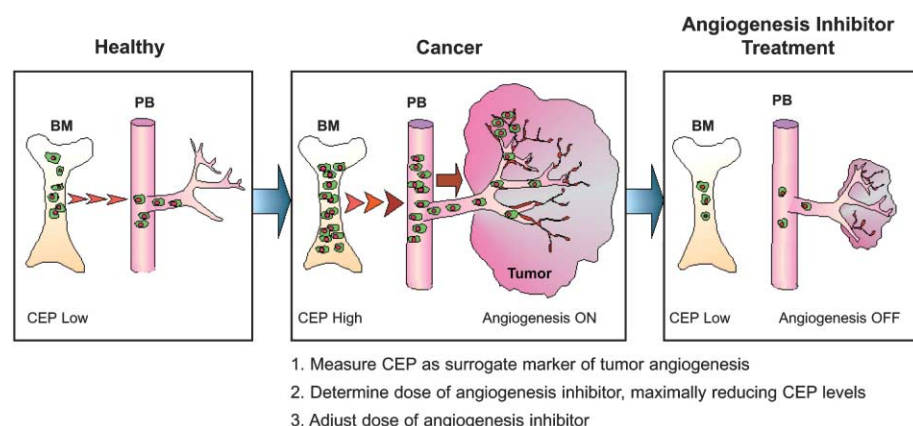 Healthy
Cancer
Angiogenesis Inhibitor
Treatment
BM
PB
CEP Low
BM
PB
Tumor
CEP High
Angiogenesis ON
BM
PB
CEP Low
Angiogenesis OFF
1. Measure CEP as surrogate marker of tumor angiogenesis
2. Determine dose of angiogenesis inhibitor, maximally reducing CEP levels
3. Adjust dose of angiogenesis inhibitor